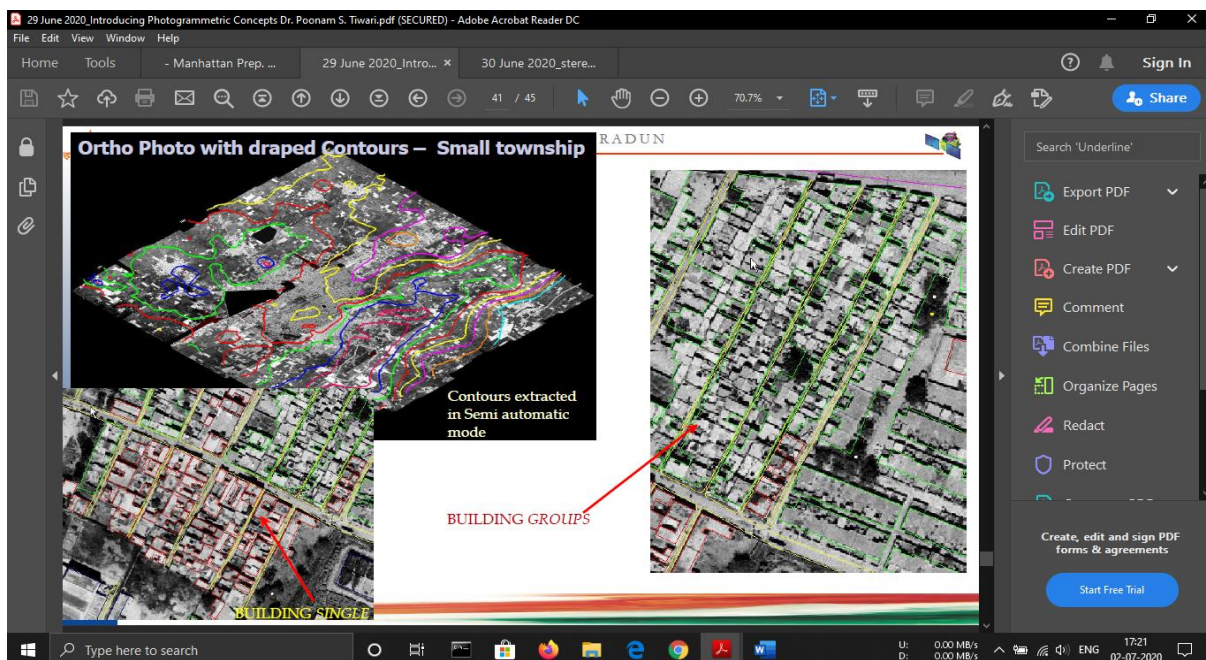 29 June 2020_Introducing Photogrammetric Concepts Dr. Poonam S. Tiwari.pdf (SECURED) - Adobe Acrobat Reader DC
File Edit View Window Help
Home Tools - Manhattan Prep. ... 29 June 2020_Intro... × 30 June 2020_stere... Sign In
41 / 45 70.7% Share
RADUN
Ortho Photo with draped Contours – Small township
Contours extracted
in Semi automatic
mode
BUILDING GROUPS
BUILDING SINGLE
Search 'Underline'
Export PDF
Edit PDF
Create PDF
Comment
Combine Files
Organize Pages
Redact
Protect
Create, edit and sign PDF
forms & agreements
Start Free Trial
Type here to search
U: 0.00 MB/s
D: 0.00 MB/s
ENG
17:21
02-07-2020